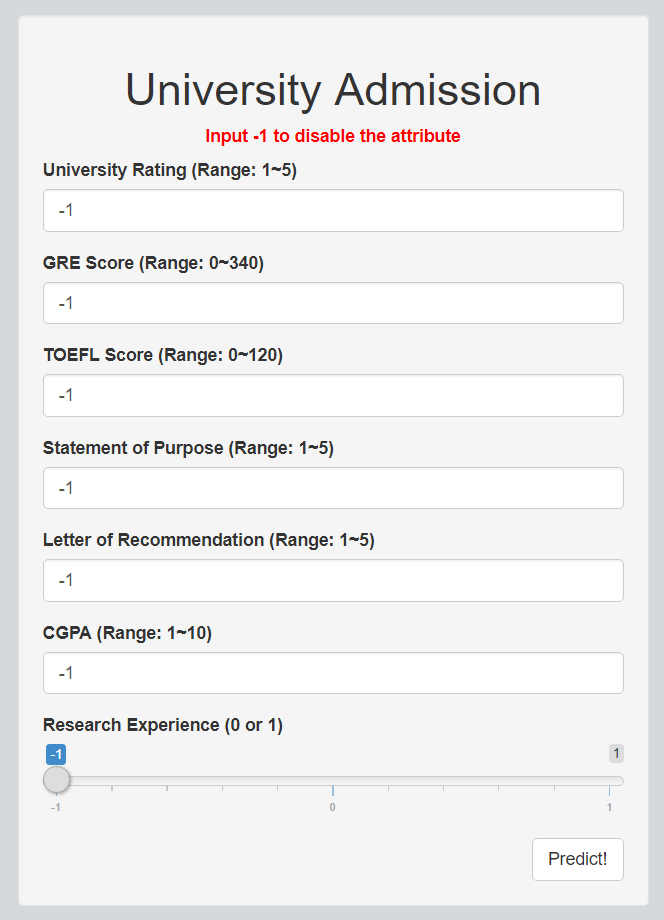 University Admission
Input -1 to disable the attribute
University Rating (Range: 1~5)
-1
GRE Score (Range: 0~340)
-1
TOEFL Score (Range: 0~120)
-1
Statement of Purpose (Range: 1~5)
-1
Letter of Recommendation (Range: 1~5)
-1
CGPA (Range: 1~10)
-1
Research Experience (0 or 1)
-1 1
-1 0 1
Predict!